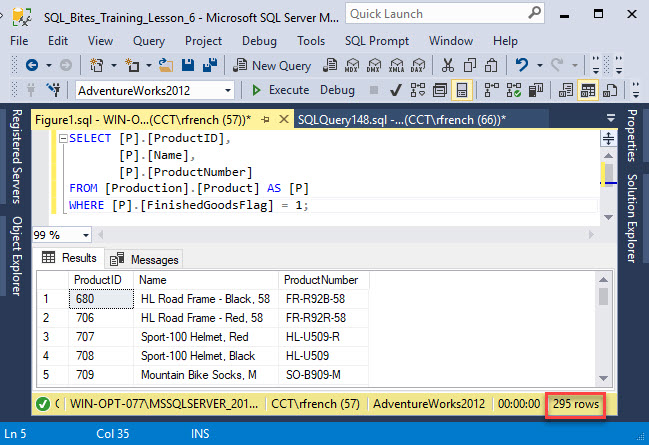 SQL_Bites_Training_Lesson_6 - Microsoft SQL Server M...
Quick Launch
File Edit View Query Project Debug Tools SQL Prompt Window Help
New Query MDX DMX XMLA DAX
AdventureWorks2012 Execute Debug
Registered Servers
Object Explorer
Figure1.sql - WIN-O...(CCT\rfrench (57))* SQLQuery148.sql -...(CCT\rfrench (66))*
SELECT [P].[ProductID],
[P].[Name],
[P].[ProductNumber]
FROM [Production].[Product] AS [P]
WHERE [P].[FinishedGoodsFlag] = 1;
99 %
Results Messages
ProductID Name ProductNumber
1 680 HL Road Frame - Black, 58 FR-R92B-58
2 706 HL Road Frame - Red, 58 FR-R92R-58
3 707 Sport-100 Helmet, Red HL-U509-R
4 708 Sport-100 Helmet, Black HL-U509
5 709 Mountain Bike Socks, M SO-B909-M
WIN-OPT-077\MSSQLSERVER_201... CCT\rfrench (57) AdventureWorks2012 00:00:00 295 rows
Properties
Solution Explorer
Ln 5 Col 35 INS